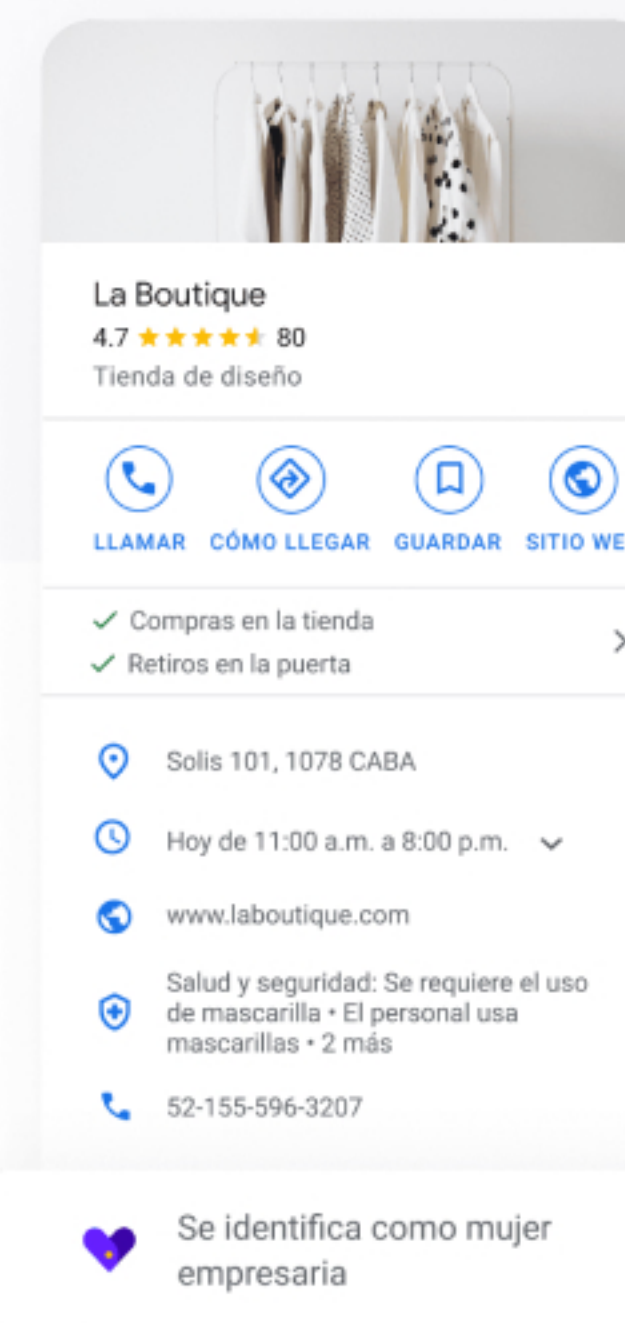 La Boutique
4.7 80
Tienda de diseño
LLAMAR CÓMO LLEGAR GUARDAR SITIO WE
Compras en la tienda
Retiros en la puerta
Solis 101, 1078 CABA
Hoy de 11:00 a.m. a 8:00 p.m.
www.laboutique.com
Salud y seguridad: Se requiere el uso
de mascarilla • El personal usa
mascarillas • 2 más
52-155-596-3207
Se identifica como mujer
empresaria